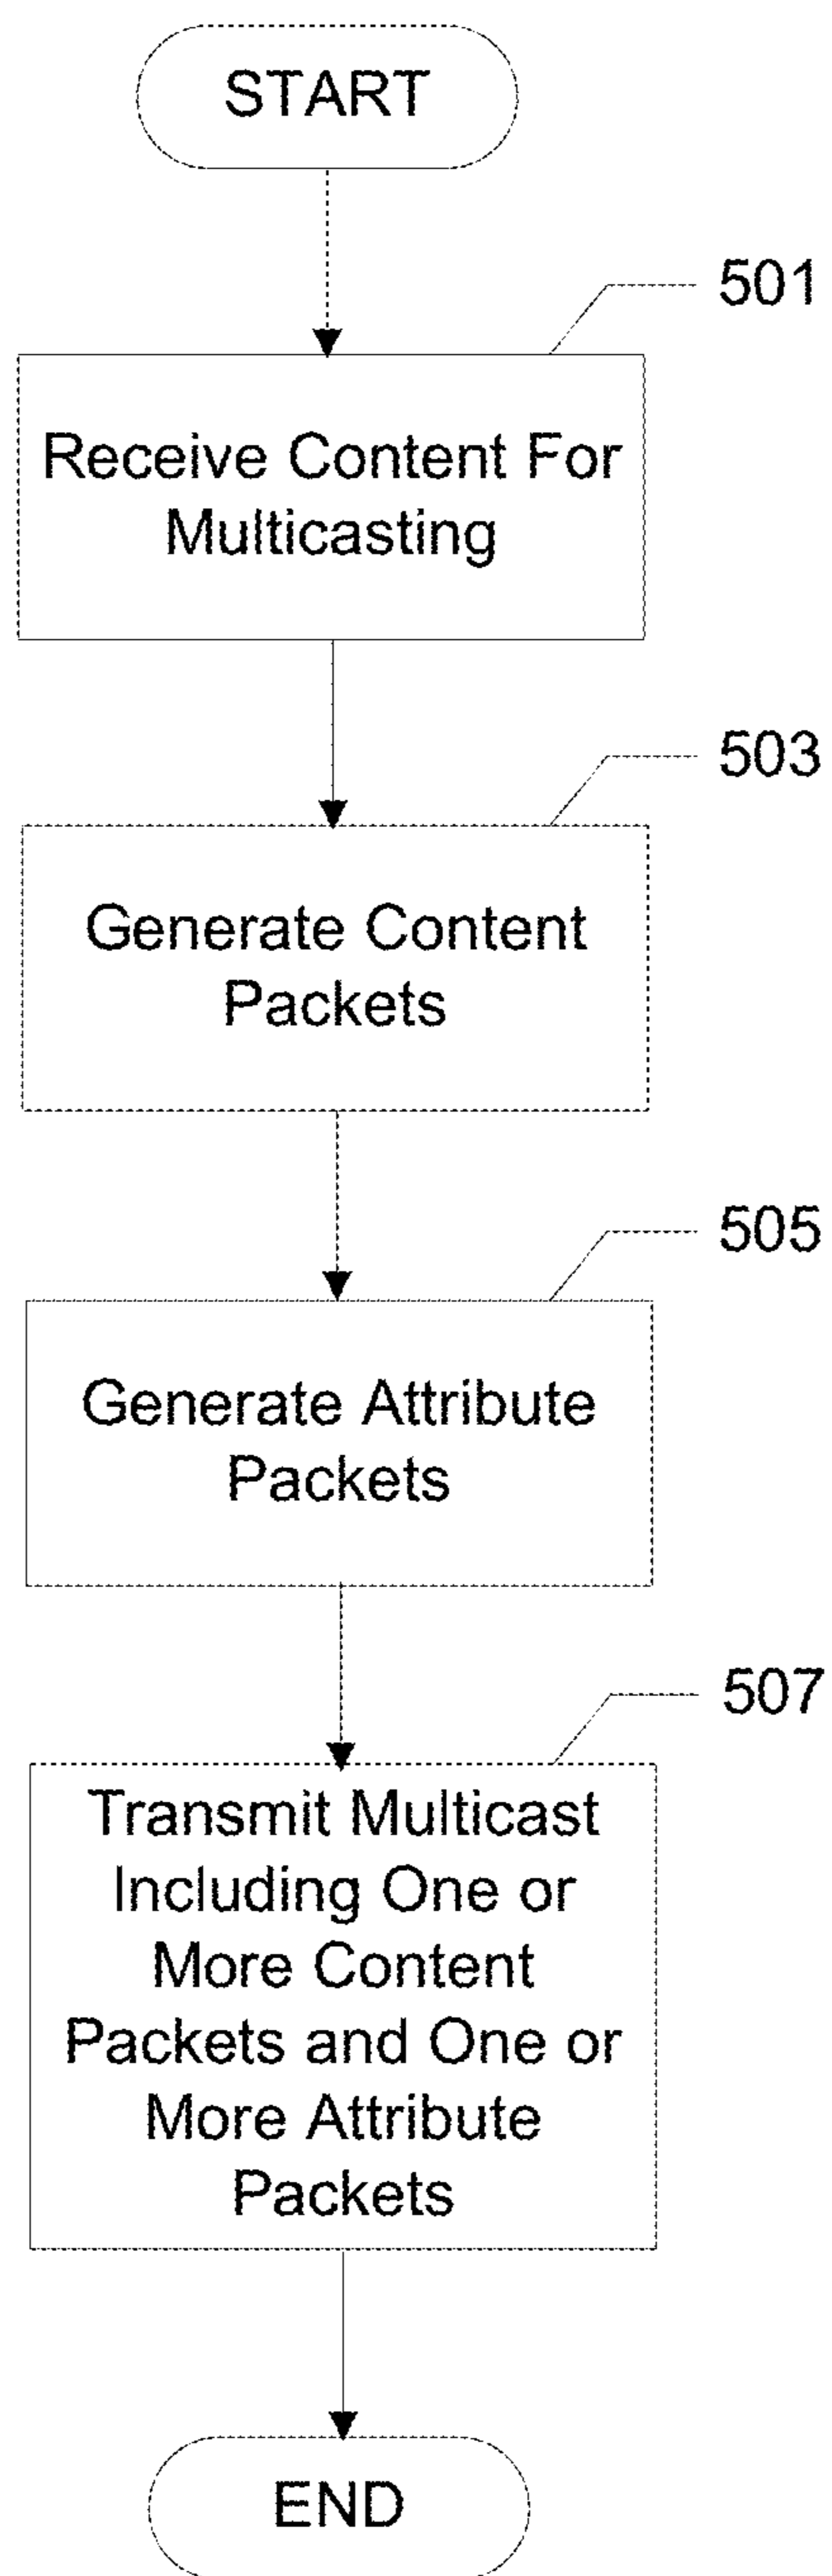 START
501
Receive Content For
Multicasting
503
Generate Content
Packets
505
Generate Attribute
Packets
507
Transmit Multicast
Including One or
More Content
Packets and One or
More Attribute
Packets
END